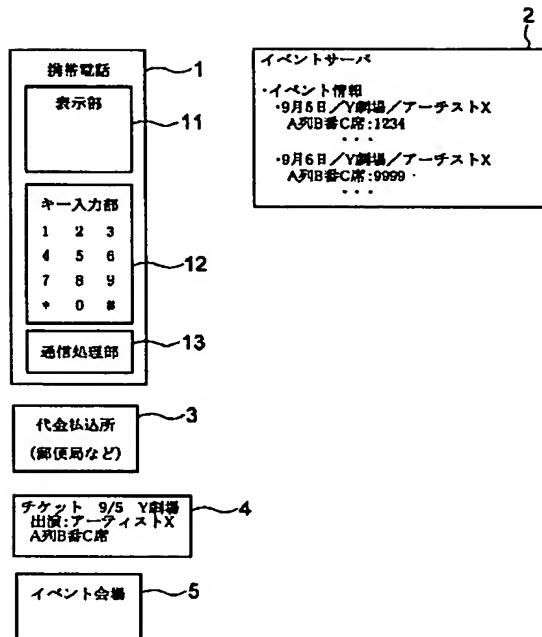 携帯電話
1
表示部
11
キー入力部
1 2 3
4 5 6
7 8 9
* 0 #
12
通信処理部
13
代金払込所
(郵便局など)
3
チケット 9/5 Y劇場
出演:アーティストX
A列B番C席
4
イベント会場
5
2
イベントサーバ
・イベント情報
・9月5日/Y劇場/アーチストX
A列B番C席:1234
・・・
・9月6日/Y劇場/アーチストX
A列B番C席:9999
・・・